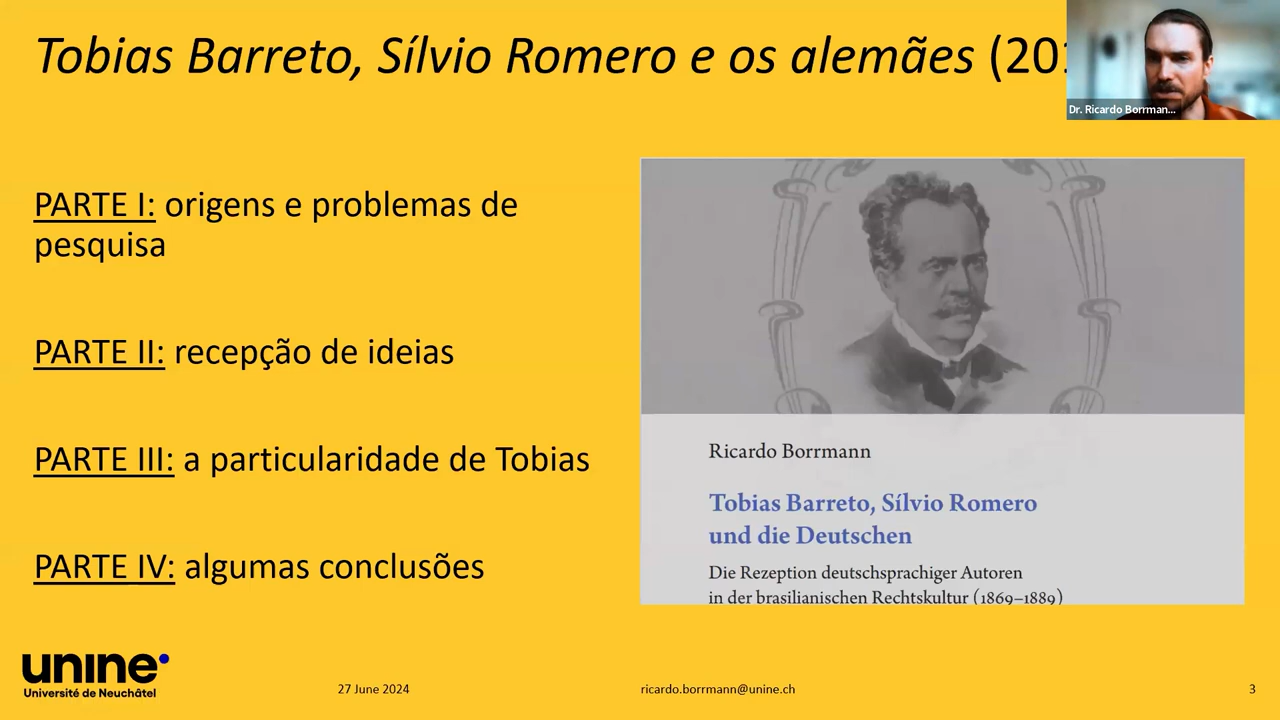 Tobias Barreto, Sílvio Romero e os alemães (20
Dr. Ricardo Borrman...
PARTE I: origens e problemas de
pesquisa
PARTE II: recepção de ideias
PARTE III: a particularidade de Tobias
PARTE IV: algumas conclusões
Ricardo Borrmann
Tobias Barreto, Sílvio Romero
und die Deutschen
Die Rezeption deutschsprachiger Autoren
in der brasilianischen Rechtskultur (1869–1889)
unine
Université de Neuchâtel
27 June 2024
ricardo.borrmann@unine.ch
3